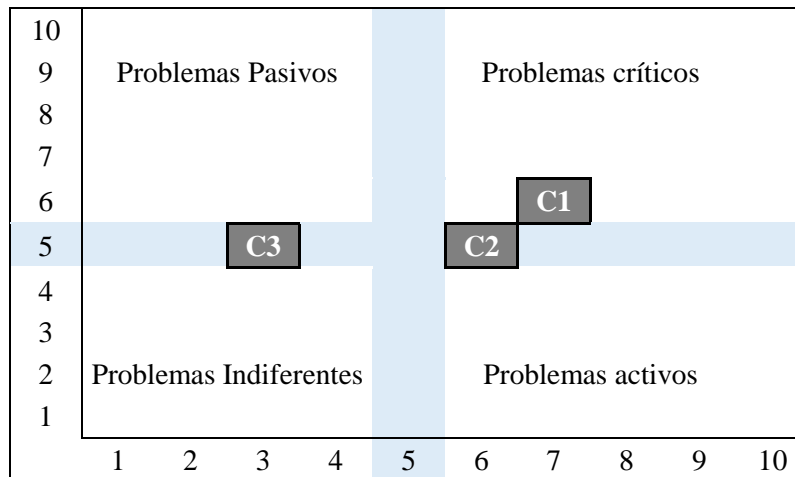 10
9 Problemas Pasivos Problemas críticos
8
7
6 C1
5 C3 C2
4
3
2 Problemas Indiferentes Problemas activos
1
1 2 3 4 5 6 7 8 9 10